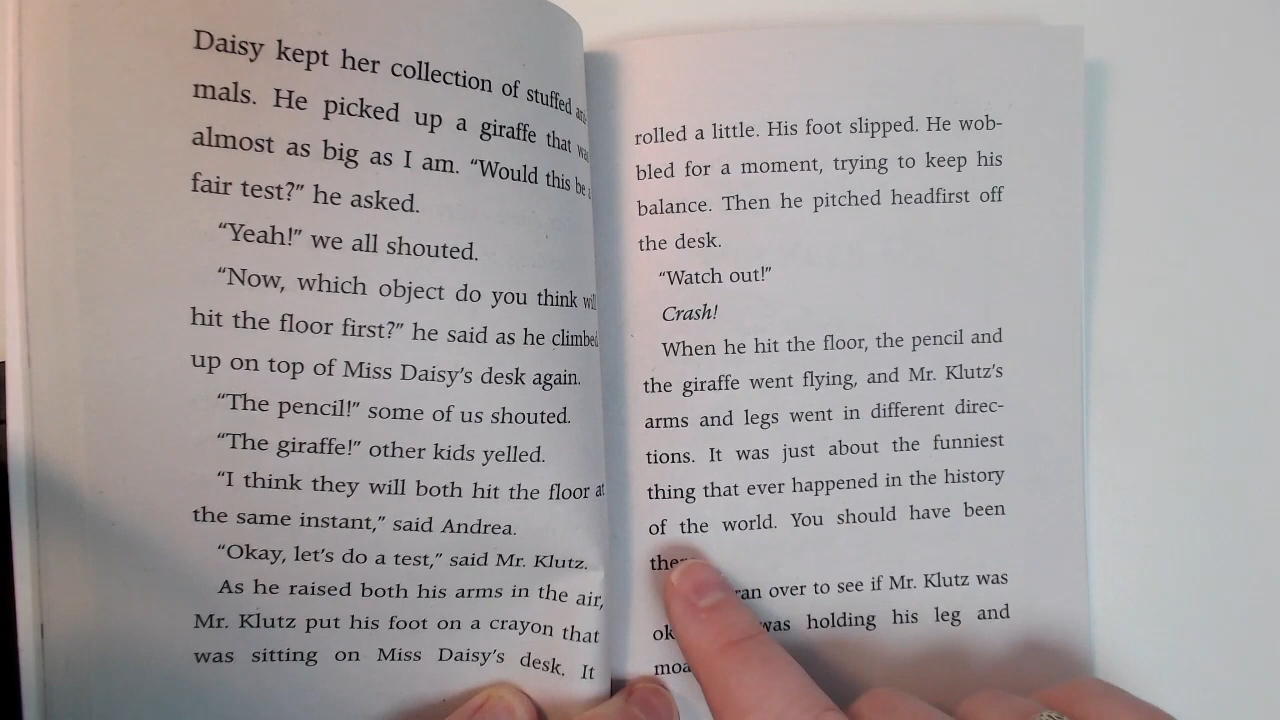 Daisy kept her collection of stuffed
mals. He picked up a giraffe that
almost as big as I am. “Would this be
fair test?” he asked.
“Yeah!” we all shouted.
“Now, which object do you think will
hit the floor first?” he said as he climbed
up on top of Miss Daisy’s desk again.
“The pencil!” some of us shouted.
“The giraffe!” other kids yelled.
“I think they will both hit the floor at
the same instant,” said Andrea.
“Okay, let’s do a test,” said Mr. Klutz.
As he raised both his arms in the air,
Mr. Klutz put his foot on a crayon that
was sitting on Miss Daisy’s desk. It
rolled a little. His foot slipped. He wob-
bled for a moment, trying to keep his
balance. Then he pitched headfirst off
the desk.
“Watch out!”
Crash!
When he hit the floor, the pencil and
the giraffe went flying, and Mr. Klutz’s
arms and legs went in different direc-
tions. It was just about the funniest
thing that ever happened in the history
of the world. You should have been
ran over to see if Mr. Klutz was
was holding his leg and